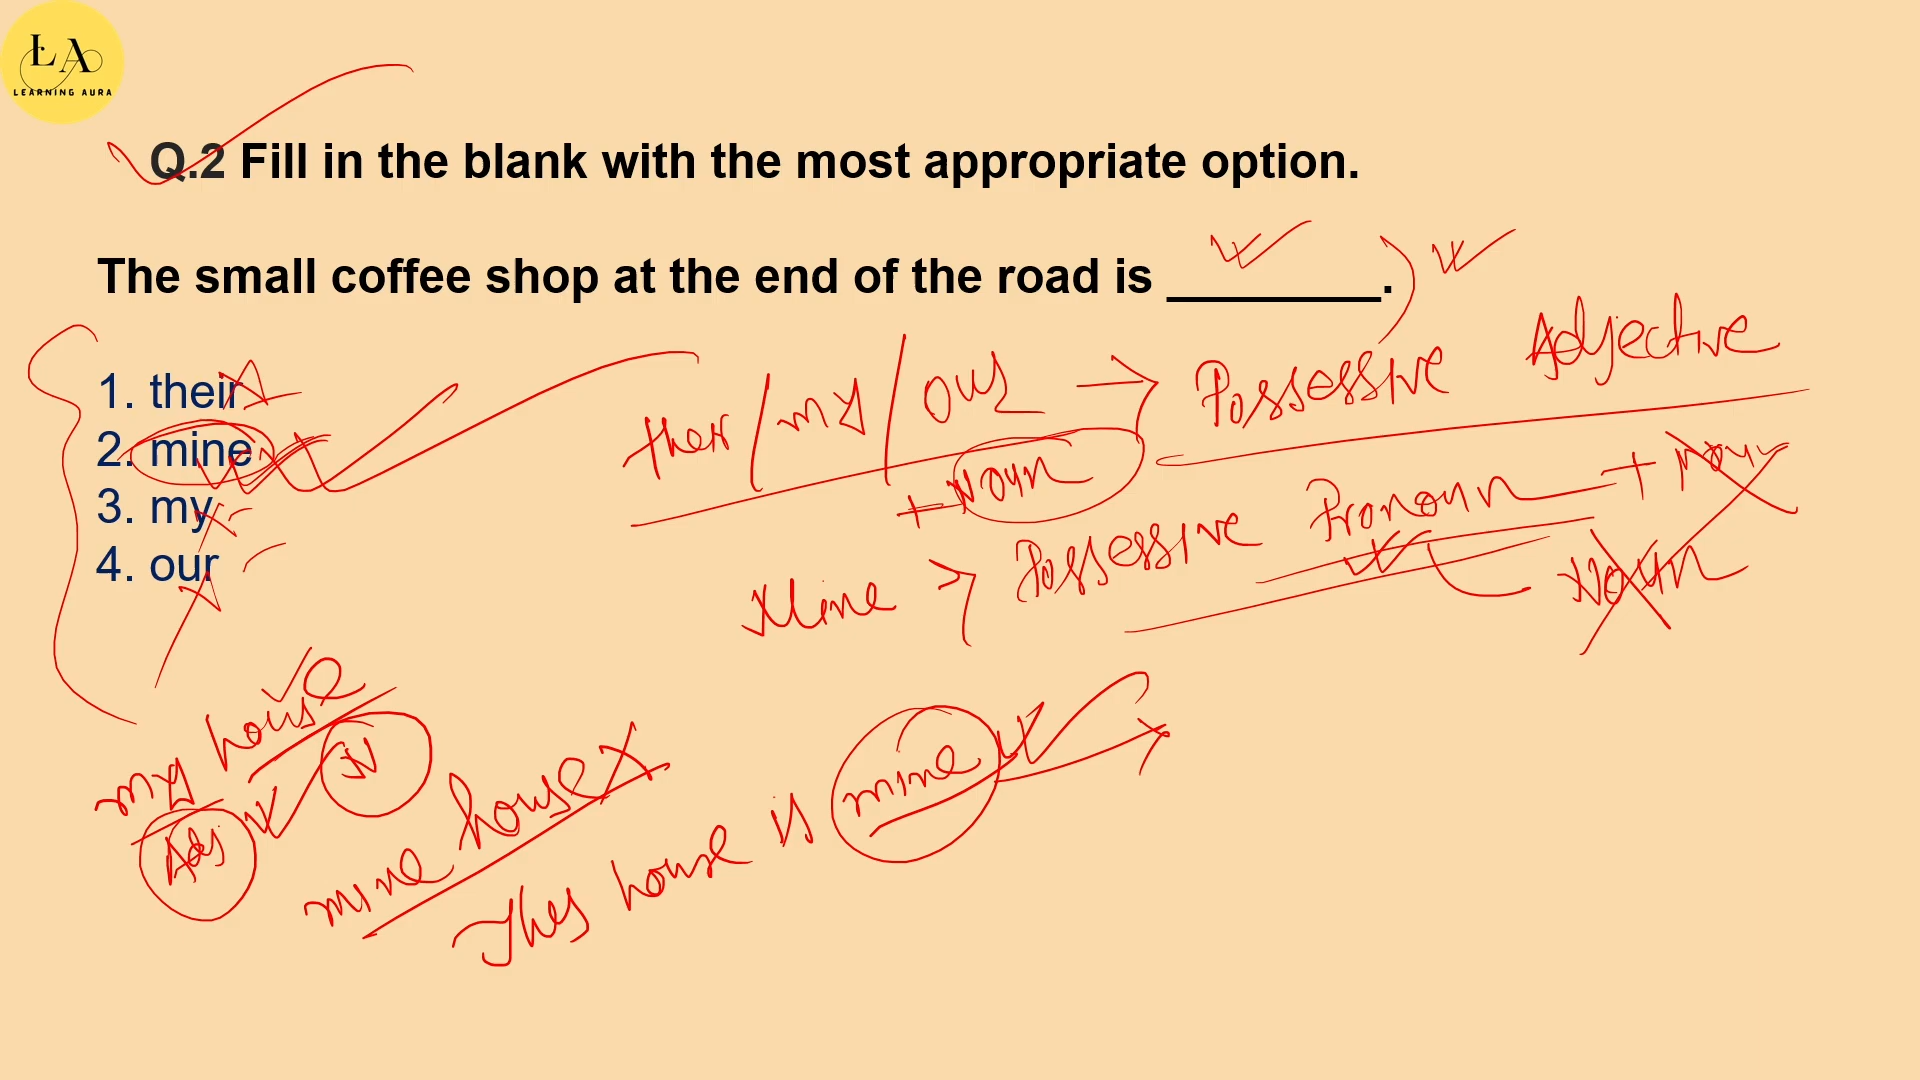 LA
LEARNING AURA
Q.2 Fill in the blank with the most appropriate option.
The small coffee shop at the end of the road is ________.
1. their
2. mine
3. my
4. our
their / my / our → Possessive Adjective
+ Noun
Mine → Possessive Pronoun + Noun
Noun
my house
Adj N
mine house
This house is mine